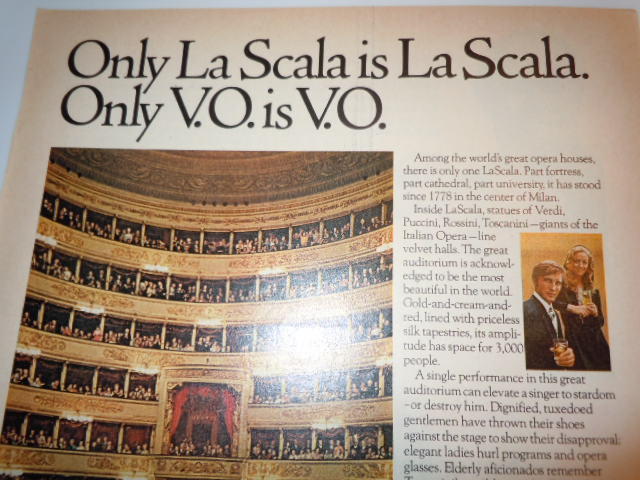 Only La Scala is La Scala.
Only V.O. is V.O.
Among the world's great opera houses,
there is only one LaScala. Part fortress,
part cathedral, part university, it has stood
since 1778 in the center of Milan.
Inside LaScala, statues of Verdi,
Puccini, Rossini, Toscanini—giants of the
Italian Opera—line
velvet halls. The great
auditorium is acknowl-
edged to be the most
beautiful in the world.
Gold-and-cream-and-
red, lined with priceless
silk tapestries, its ampli-
tude has space for 3,000
people.
A single performance in this great
auditorium can elevate a singer to stardom
–or destroy him. Dignified, tuxedoed
gentlemen have thrown their shoes
against the stage to show their disapproval:
elegant ladies hurl programs and opera
glasses. Elderly aficionados remember